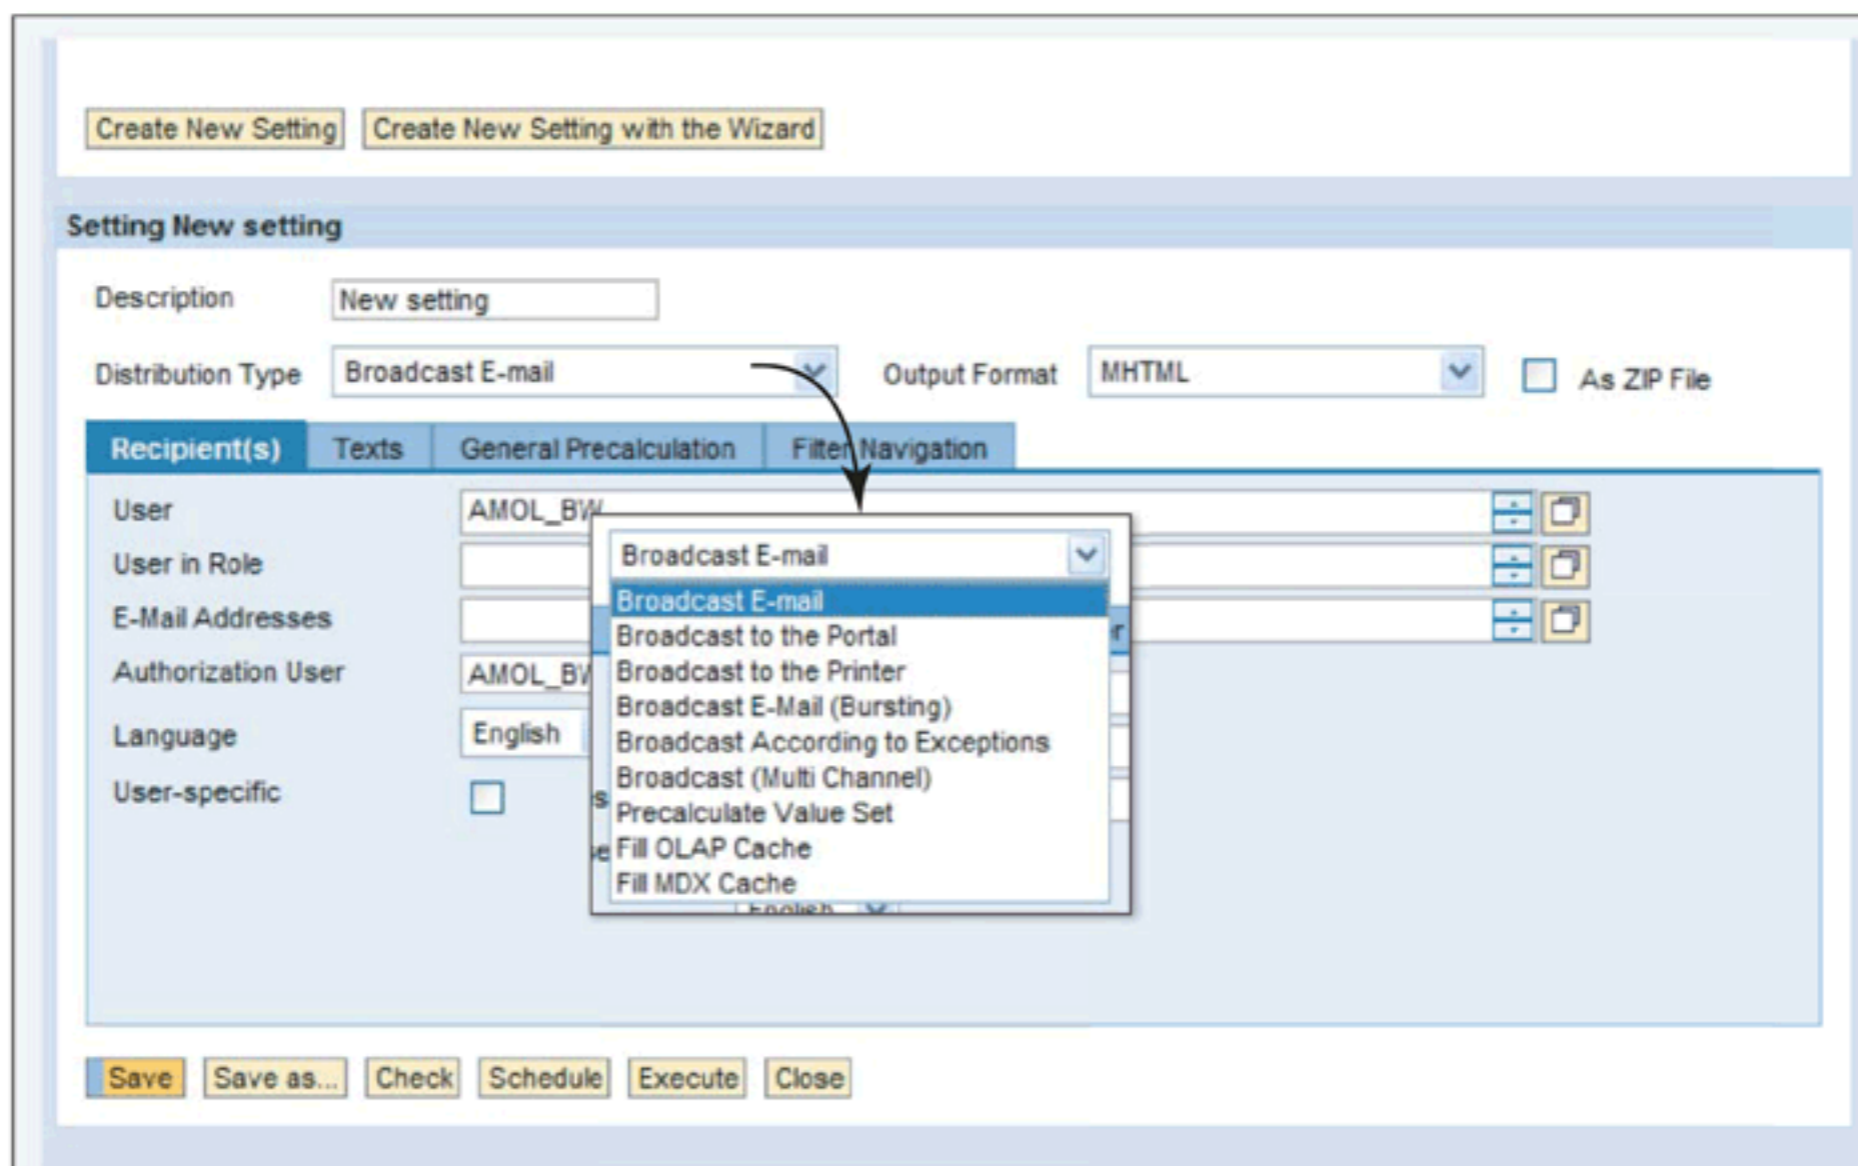 Create New Setting Create New Setting with the Wizard
Setting New setting
Description New setting
Distribution Type Broadcast E-mail Output Format MHTML As ZIP File
Recipient(s) Texts General Precalculation Filter Navigation
User AMOL_BW
User in Role
E-Mail Addresses
Authorization User AMOL_BW
Language English
User-specific
Broadcast E-mail
Broadcast E-mail
Broadcast to the Portal
Broadcast to the Printer
Broadcast E-Mail (Bursting)
Broadcast According to Exceptions
Broadcast (Multi Channel)
Precalculate Value Set
Fill OLAP Cache
Fill MDX Cache
English
Save Save as... Check Schedule Execute Close